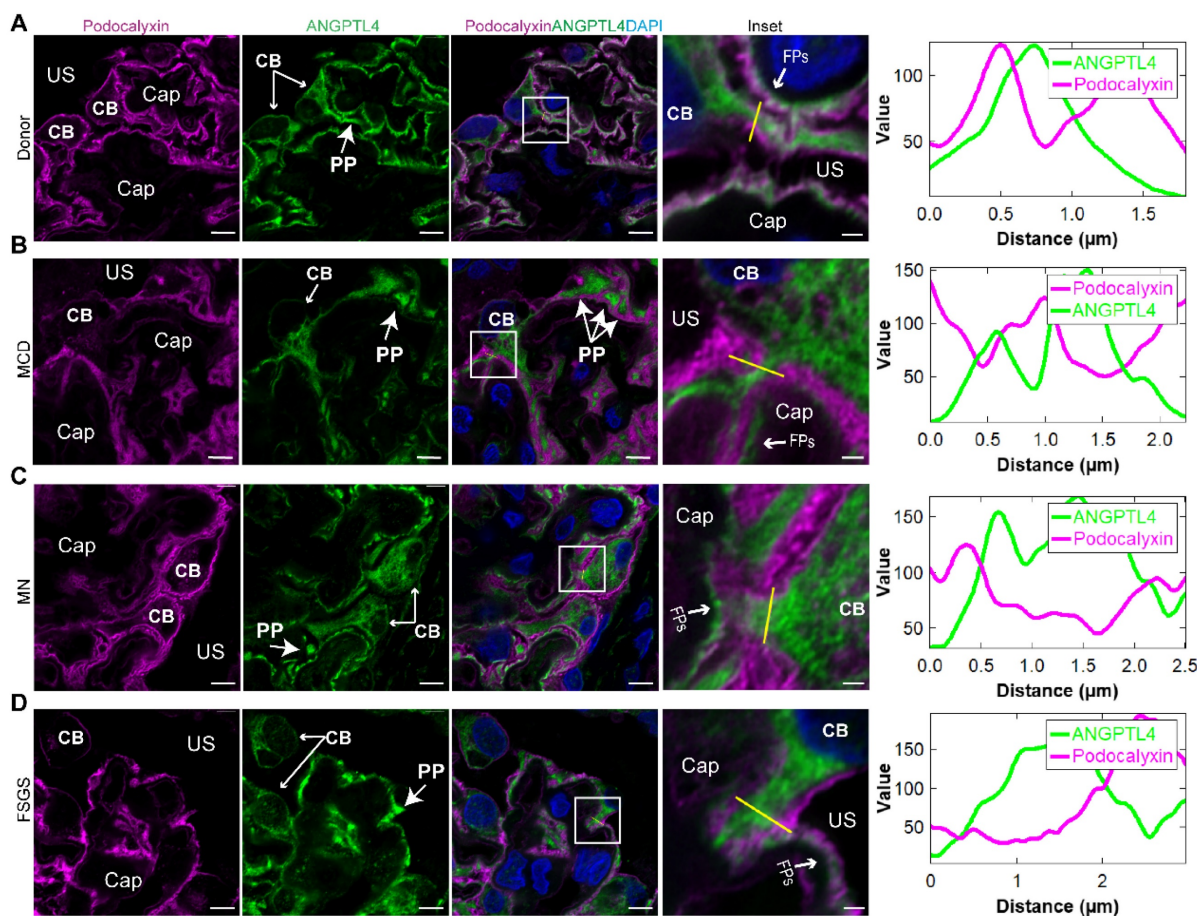 A
Podocalyxin
ANGPTL4
PodocalyxinANGPTL4DAPI
Inset
Donor
US
CB
CB
Cap
Cap
CB
PP
FPs
CB
US
Cap
ANGPTL4
Podocalyxin
Value
100
50
0.0 0.5 1.0 1.5
Distance (µm)
B
MCD
US
CB
Cap
Cap
CB
PP
CB
PP
CB
US
Cap
FPs
Podocalyxin
ANGPTL4
Value
150
100
50
0.0 0.5 1.0 1.5 2.0
Distance (µm)
C
MN
Cap
CB
CB
US
PP
CB
Cap
FPs
CB
ANGPTL4
Podocalyxin
Value
150
100
50
0.0 0.5 1.0 1.5 2.0 2.5
Distance (µm)
D
FSGS
CB
US
Cap
CB
PP
CB
Cap
US
FPs
ANGPTL4
Podocalyxin
Value
150
100
50
0 1 2
Distance (µm)